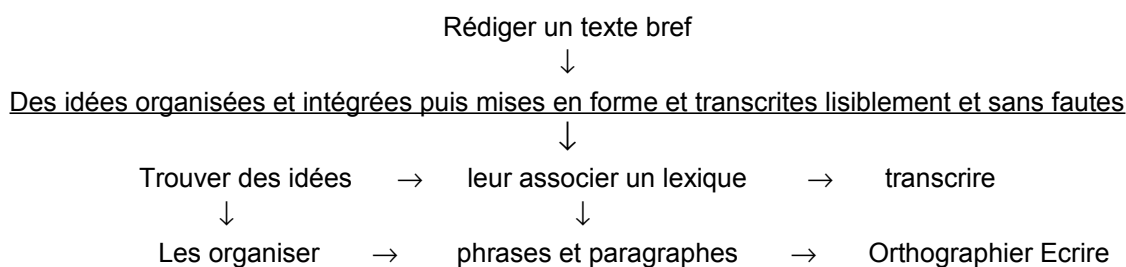 Rédiger un texte bref
↓
Des idées organisées et intégrées puis mises en forme et transcrites lisiblement et sans fautes
↓
Trouver des idées → leur associer un lexique → transcrire
↓ ↓
Les organiser → phrases et paragraphes → Orthographier Ecrire